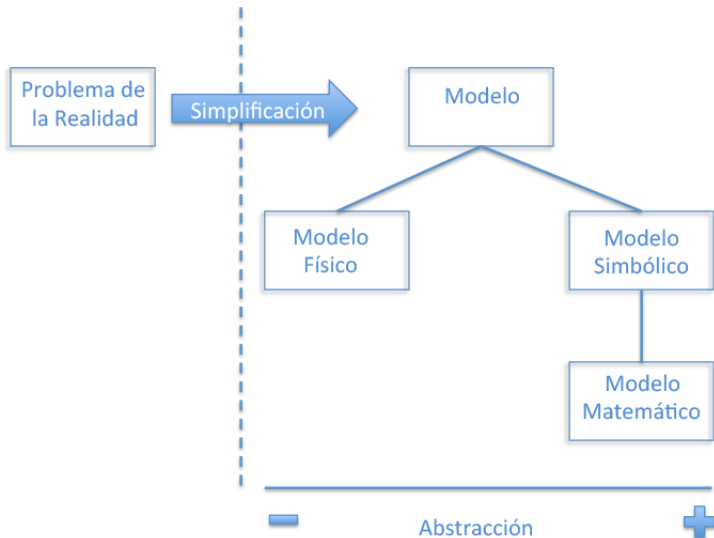 Problema de
la Realidad
Simplificación
Modelo
Modelo
Físico
Modelo
Simbólico
Modelo
Matemático
Abstracción